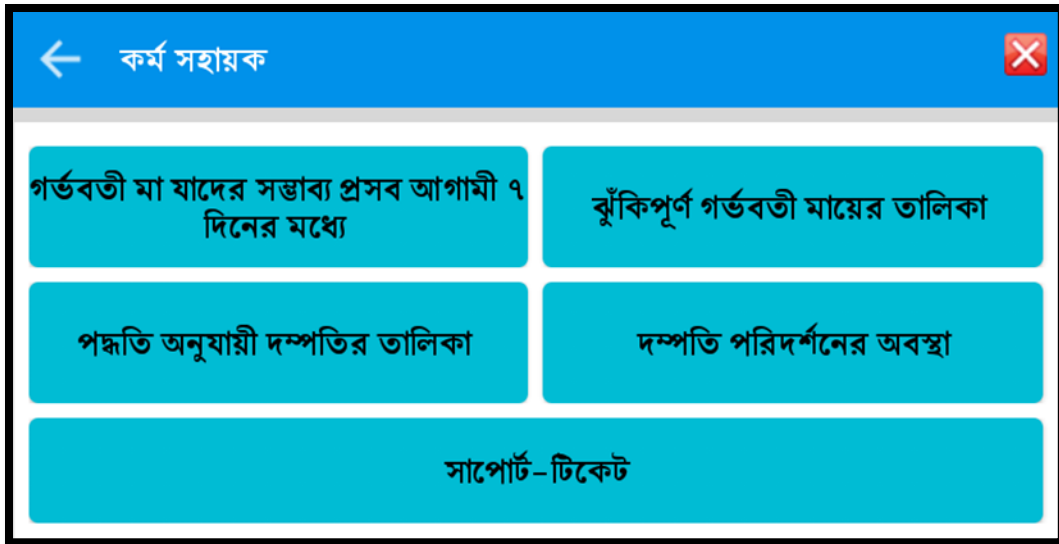 কর্ম সহায়ক
গর্ভবতী মা যাদের সম্ভাব্য প্রসব আগামী ৭
দিনের মধ্যে
ঝুঁকিপূর্ণ গর্ভবতী মায়ের তালিকা
পদ্ধতি অনুযায়ী দম্পতির তালিকা
দম্পতি পরিদর্শনের অবস্থা
সাপোর্ট-টিকেট